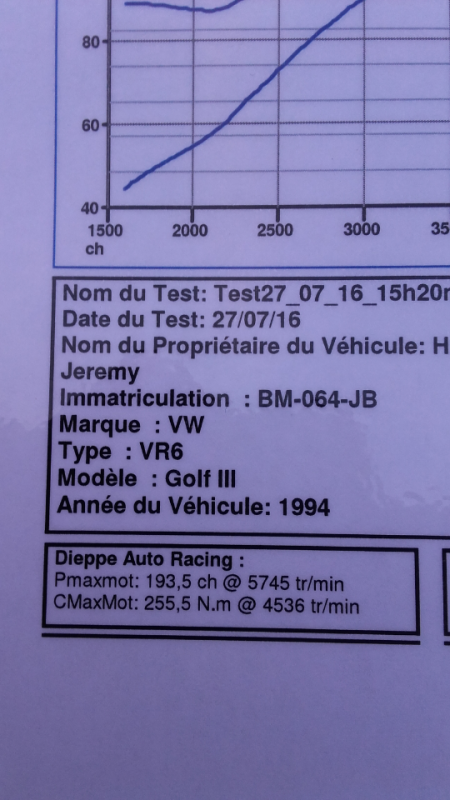 80
60
40
1500 2000 2500 3000 35
ch
Nom du Test: Test27_07_16_15h20
Date du Test: 27/07/16
Nom du Propriétaire du Véhicule: H
Jeremy
Immatriculation : BM-064-JB
Marque : VW
Type : VR6
Modèle : Golf III
Année du Véhicule: 1994
Dieppe Auto Racing :
Pmaxmot: 193,5 ch @ 5745 tr/min
CMaxMot: 255,5 N.m @ 4536 tr/min